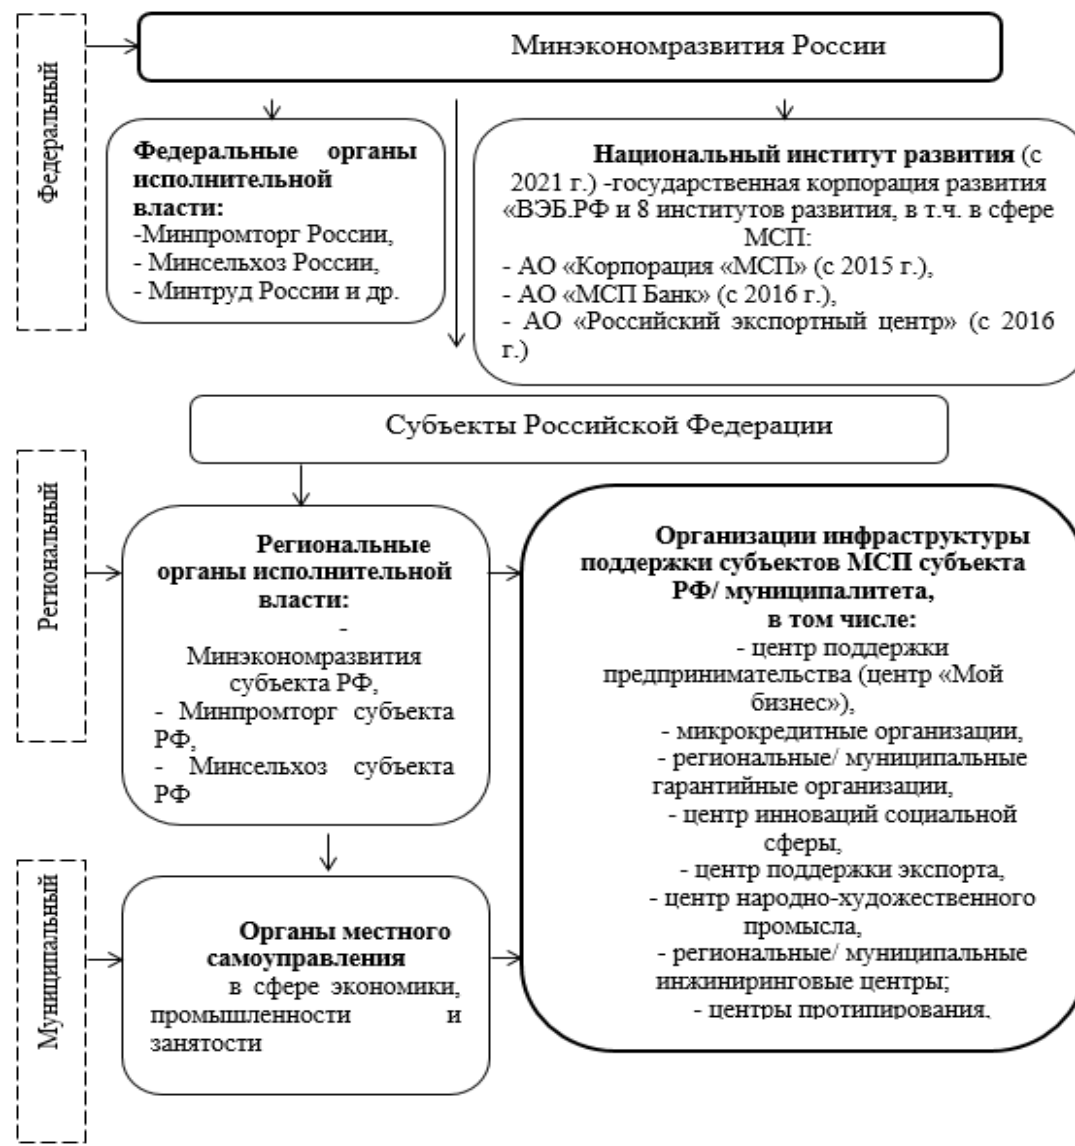 Федеральный
Минэкономразвития России
Федеральные органы
исполнительной
власти:
-Минпромторг России,
- Минсельхоз России,
- Минтруд России и др.
Национальный институт развития (с
2021 г.) -государственная корпорация развития
«ВЭБ.РФ и 8 институтов развития, в т.ч. в сфере
МСП:
- АО «Корпорация «МСП» (с 2015 г.),
- АО «МСП Банк» (с 2016 г.),
- АО «Российский экспортный центр» (с 2016
г.)
Субъекты Российской Федерации
Региональный
Региональные
органы исполнительной
власти:
-
Минэкономразвития
субъекта РФ,
- Минпромторг субъекта
РФ,
- Минсельхоз субъекта
РФ
Организации инфраструктуры
поддержки субъектов МСП субъекта
РФ/ муниципалитета,
в том числе:
- центр поддержки
предпринимательства (центр «Мой
бизнес»),
- микрокредитные организации,
- региональные/ муниципальные
гарантийные организации,
- центр инноваций социальной
сферы,
- центр поддержки экспорта,
- центр народно-художественного
промысла,
- региональные/ муниципальные
инжиниринговые центры;
- центры протипирования,
Муниципальный
Органы местного
самоуправления
в сфере экономики,
промышленности и
занятости